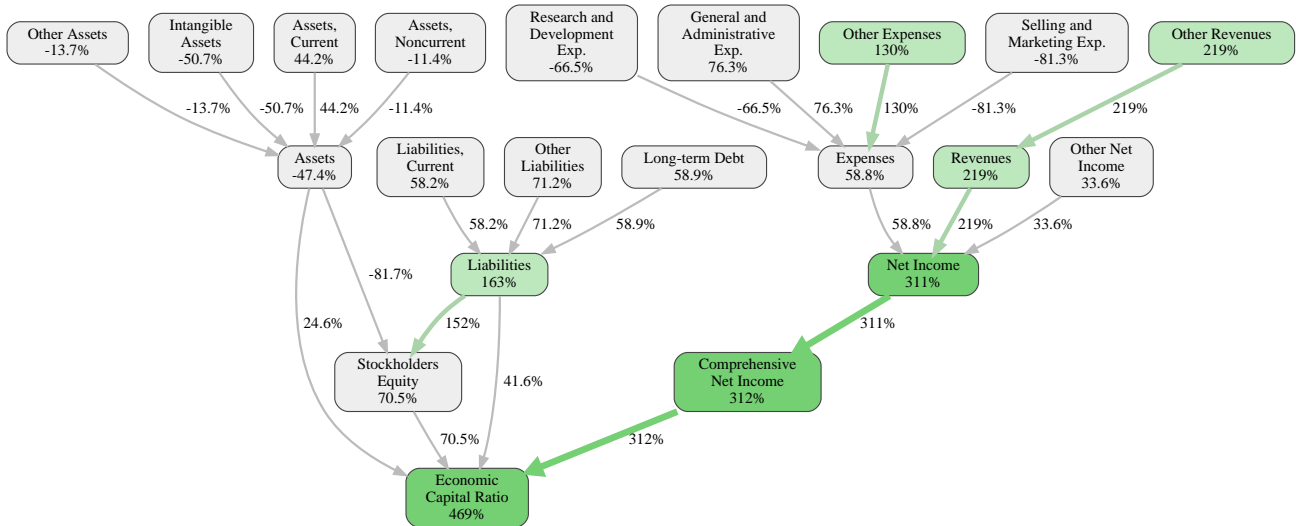 Other Assets
-13.7%
Intangible
Assets
-50.7%
Assets,
Current
44.2%
Assets,
Noncurrent
-11.4%
Research and
Development
Exp.
-66.5%
General and
Administrative
Exp.
76.3%
Other Expenses
130%
Selling and
Marketing Exp.
-81.3%
Other Revenues
219%
-13.7%
-50.7%
44.2%
-11.4%
-66.5%
76.3%
130%
-81.3%
219%
Assets
-47.4%
Liabilities,
Current
58.2%
Other
Liabilities
71.2%
Long-term Debt
58.9%
Expenses
58.8%
Revenues
219%
Other Net
Income
33.6%
58.2%
71.2%
58.9%
58.8%
219%
33.6%
-81.7%
Liabilities
163%
Net Income
311%
24.6%
152%
41.6%
311%
Stockholders
Equity
70.5%
Comprehensive
Net Income
312%
70.5%
312%
Economic
Capital Ratio
469%